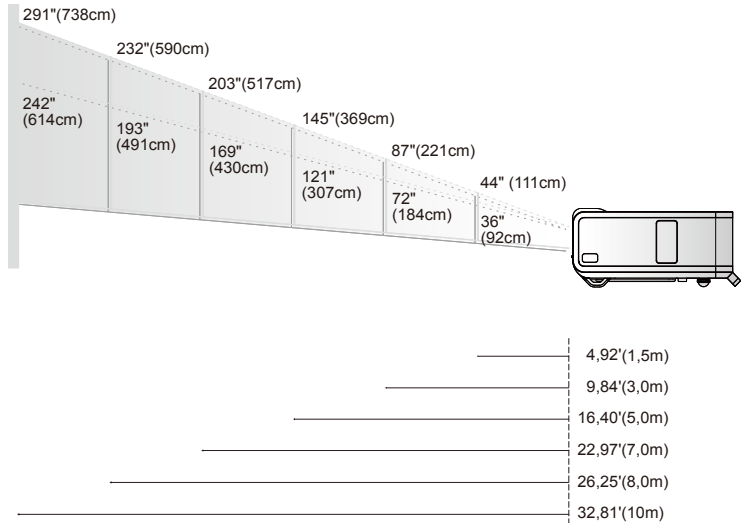 291"(738cm)
232"(590cm)
203"(517cm)
145"(369cm)
87"(221cm)
44" (111cm)
242"
(614cm)
193"
(491cm)
169"
(430cm)
121"
(307cm)
72"
(184cm)
36"
(92cm)
4,92'(1,5m)
9,84'(3,0m)
16,40'(5,0m)
22,97'(7,0m)
26,25'(8,0m)
32,81'(10m)